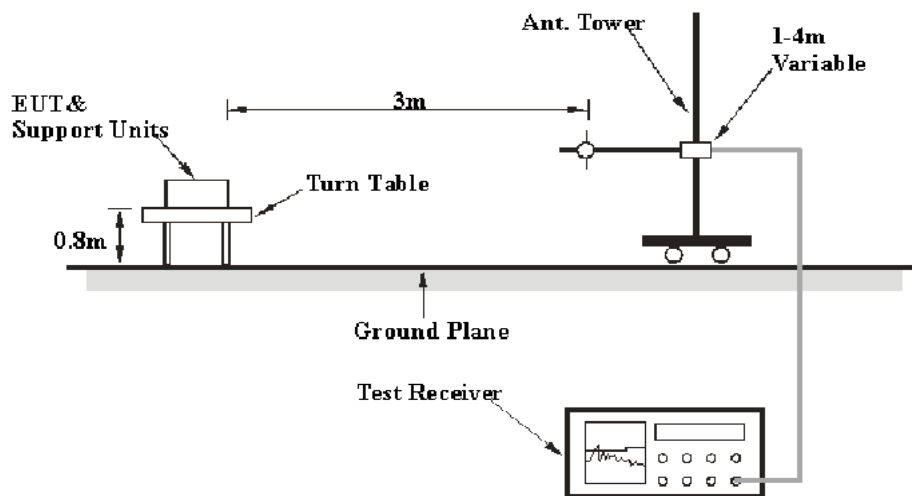 Ant. Tower
1-4m
Variable
3m
EUT&
Support Units
Turn Table
0.8m
Ground Plane
Test Receiver